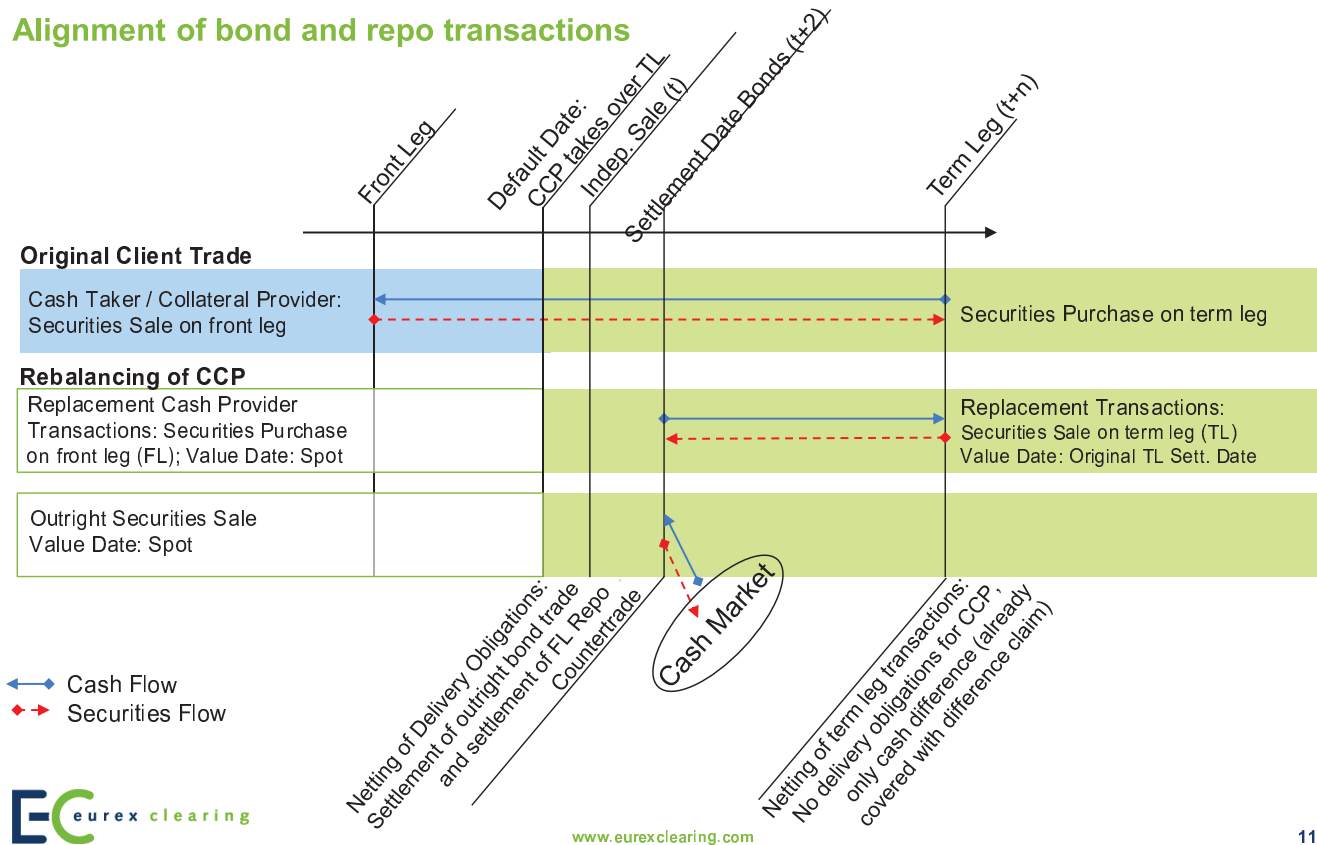 Alignment of bond and repo transactions
Front Leg
Default Date:
CCP takes over TL
Indep. Sale (t)
Settlement Date Bonds (t+2)
Term Leg (t+n)
Original Client Trade
Cash Taker / Collateral Provider:
Securities Sale on front leg
Securities Purchase on term leg
Rebalancing of CCP
Replacement Cash Provider
Transactions: Securities Purchase
on front leg (FL); Value Date: Spot
Replacement Transactions:
Securities Sale on term leg (TL)
Value Date: Original TL Sett. Date
Outright Securities Sale
Value Date: Spot
Cash Market
Netting of Delivery Obligations:
Settlement of outright bond trade
and settlement of FL Repo
Countertrade
Netting of term leg transactions:
No delivery obligations for CCP,
only cash difference (already
covered with difference claim)
Cash Flow
Securities Flow
EC eurex clearing
www.eurexclearing.com
11